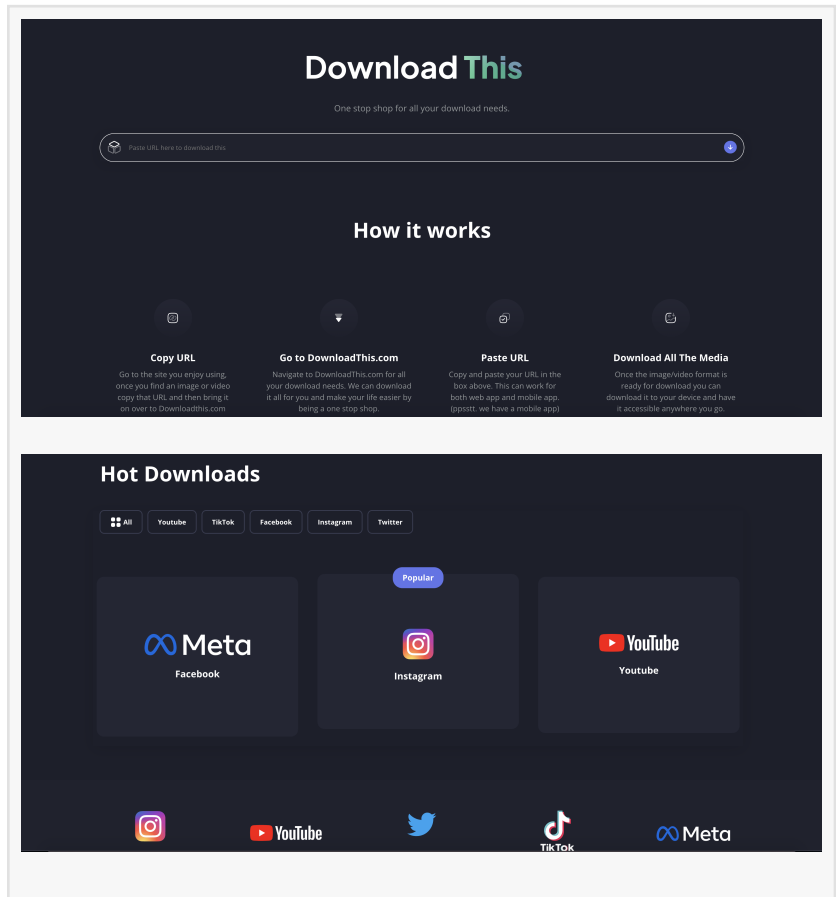 Download This
One stop shop for all your download needs.
Paste URL here to download this
How it works
Copy URL
Go to the site you enjoy using,
once you find an image or video
copy that URL and then bring it
on over to Downloadthis.com
Go to DownloadThis.com
Navigate to DownloadThis.com for all
your download needs. We can download
it all for you and make your life easier by
being a one stop shop.
Paste URL
Copy and paste your URL in the
box above. This can work for
both web app and mobile app.
(ppsstt. we have a mobile app)
Download All The Media
Once the image/video format is
ready for download you can
download it to your device and have
it accessible anywhere you go.
Hot Downloads
All Youtube TikTok Facebook Instagram Twitter
Popular
Meta
Facebook
Instagram
YouTube
Youtube
YouTube
TikTok
Meta